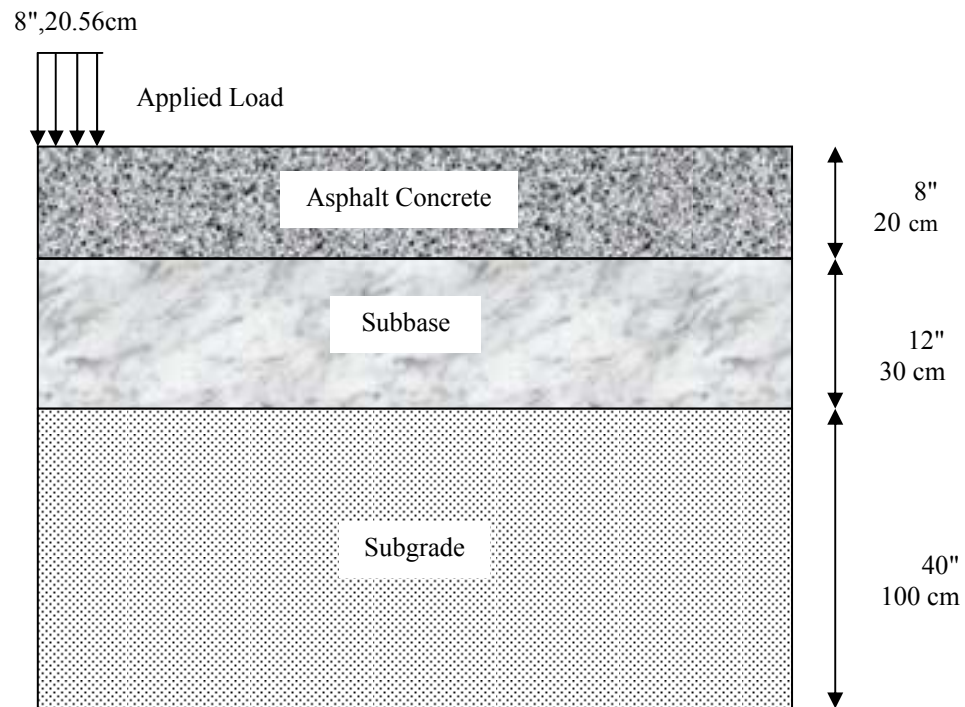 8",20.56cm
Applied Load
Asphalt Concrete
8"
20 cm
Subbase
12"
30 cm
Subgrade
40"
100 cm